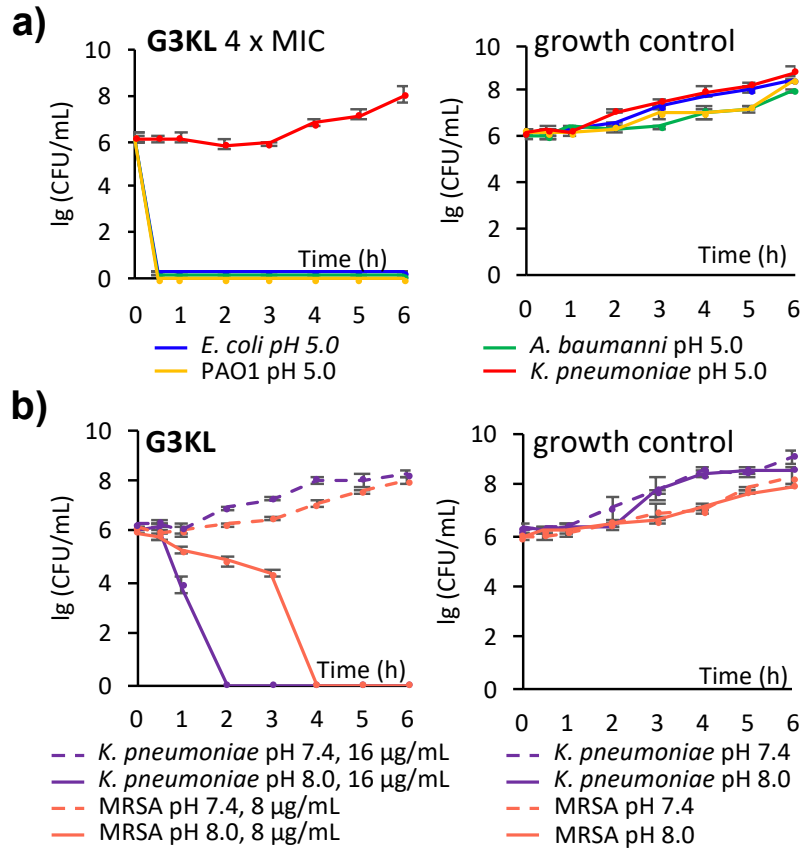 a)
G3KL 4 x MIC
growth control
lg (CFU/mL)
10
8
6
4
2
0
Time (h)
0 1 2 3 4 5 6
lg (CFU/mL)
10
8
6
4
2
0
Time (h)
0 1 2 3 4 5 6
E. coli pH 5.0
PAO1 pH 5.0
A. baumanni pH 5.0
K. pneumoniae pH 5.0
b)
G3KL
growth control
lg (CFU/mL)
10
8
6
4
2
0
Time (h)
0 1 2 3 4 5 6
lg (CFU/mL)
10
8
6
4
2
0
Time (h)
0 1 2 3 4 5 6
K. pneumoniae pH 7.4, 16 µg/mL
K. pneumoniae pH 8.0, 16 µg/mL
MRSA pH 7.4, 8 µg/mL
MRSA pH 8.0, 8 µg/mL
K. pneumoniae pH 7.4
K. pneumoniae pH 8.0
MRSA pH 7.4
MRSA pH 8.0